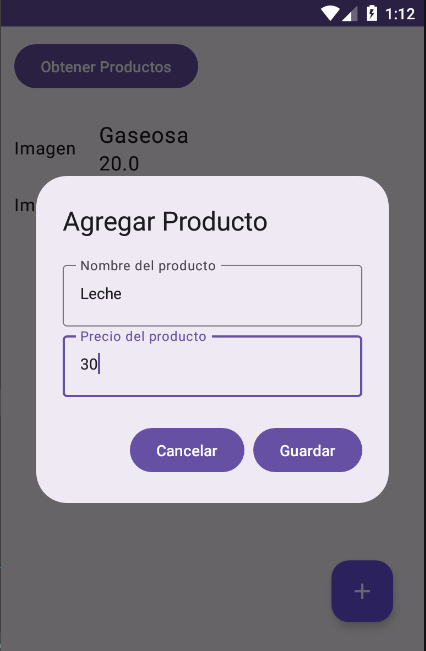 1:12
Obtener Productos
Imagen
Gaseosa
20.0
Im
Agregar Producto
Nombre del producto
Leche
Precio del producto
30
Cancelar
Guardar
+